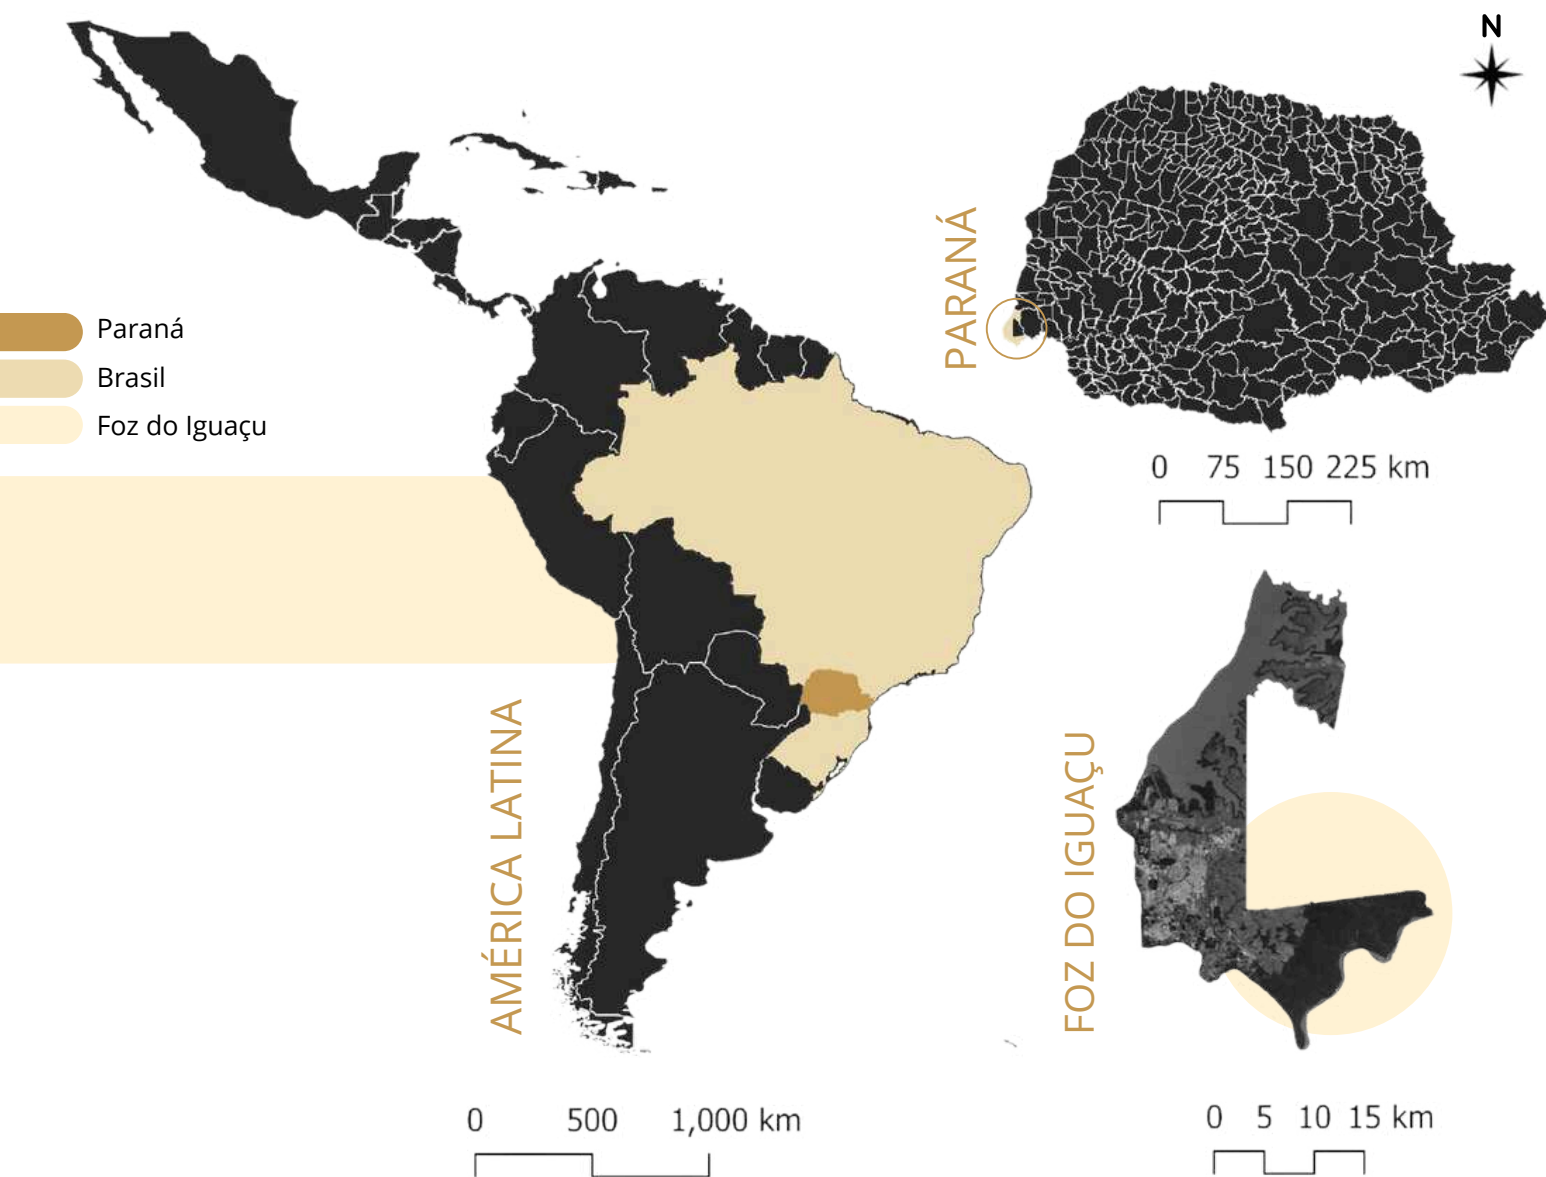 N
PARANÁ
Paraná
Brasil
Foz do Iguaçu
0 75 150 225 km
AMÉRICA LATINA
FOZ DO IGUAÇU
0 500 1,000 km
0 5 10 15 km